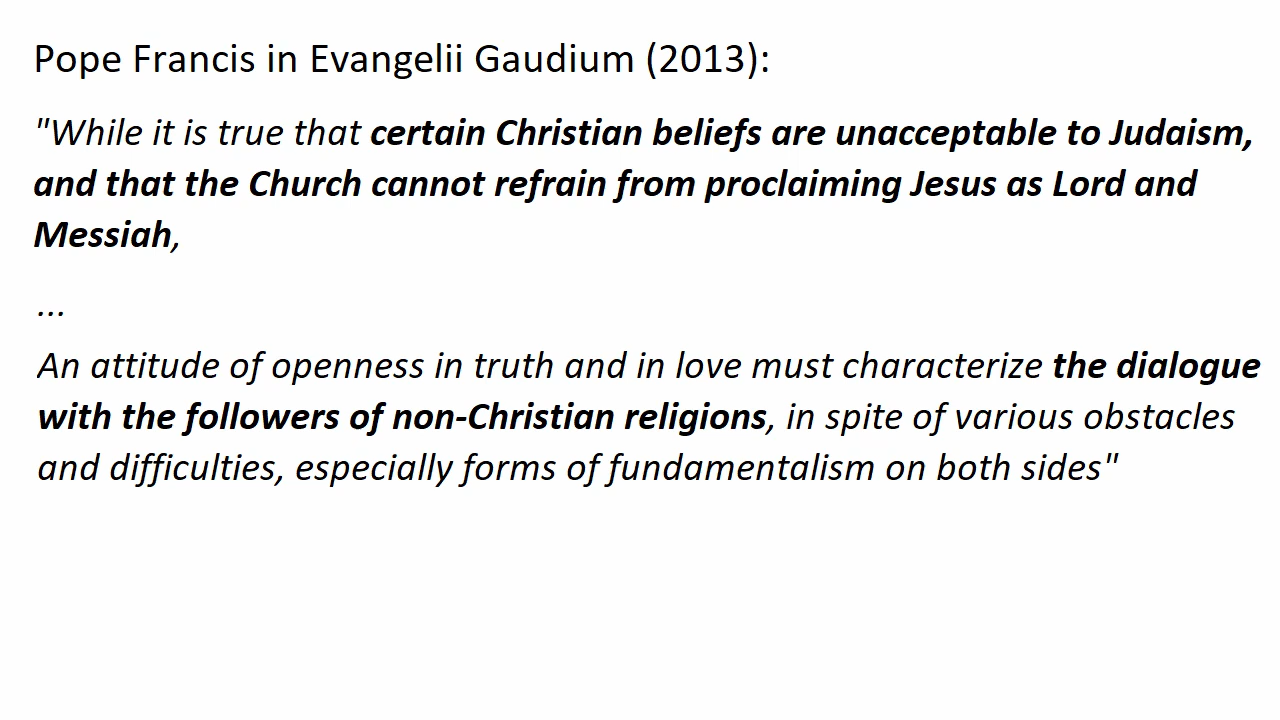 Pope Francis in Evangelii Gaudium (2013):
"While it is true that certain Christian beliefs are unacceptable to Judaism,
and that the Church cannot refrain from proclaiming Jesus as Lord and
Messiah,
...
An attitude of openness in truth and in love must characterize the dialogue
with the followers of non-Christian religions, in spite of various obstacles
and difficulties, especially forms of fundamentalism on both sides"